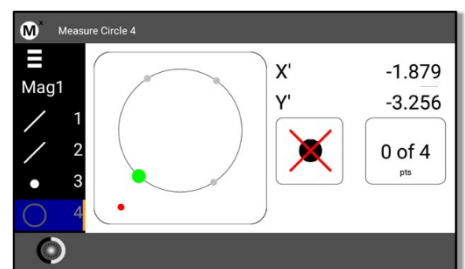 M x Measure Circle 4
Mag1
1
2
3
4
X' -1.879
Y' -3.256
0 of 4
pts